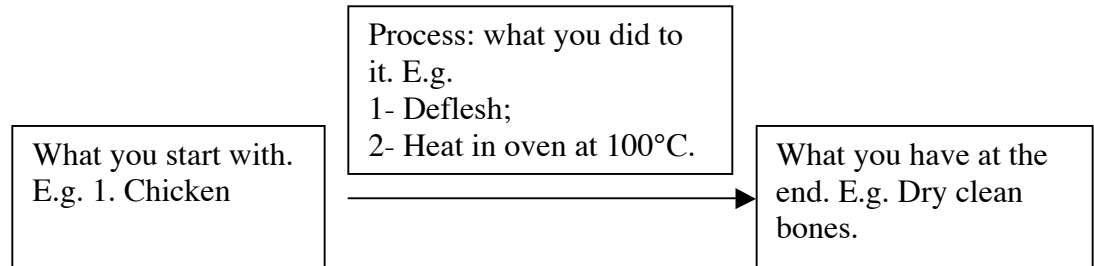 Process: what you did to
it. E.g.
1- Deflesh;
2- Heat in oven at 100°C.
What you start with.
E.g. 1. Chicken
What you have at the
end. E.g. Dry clean
bones.